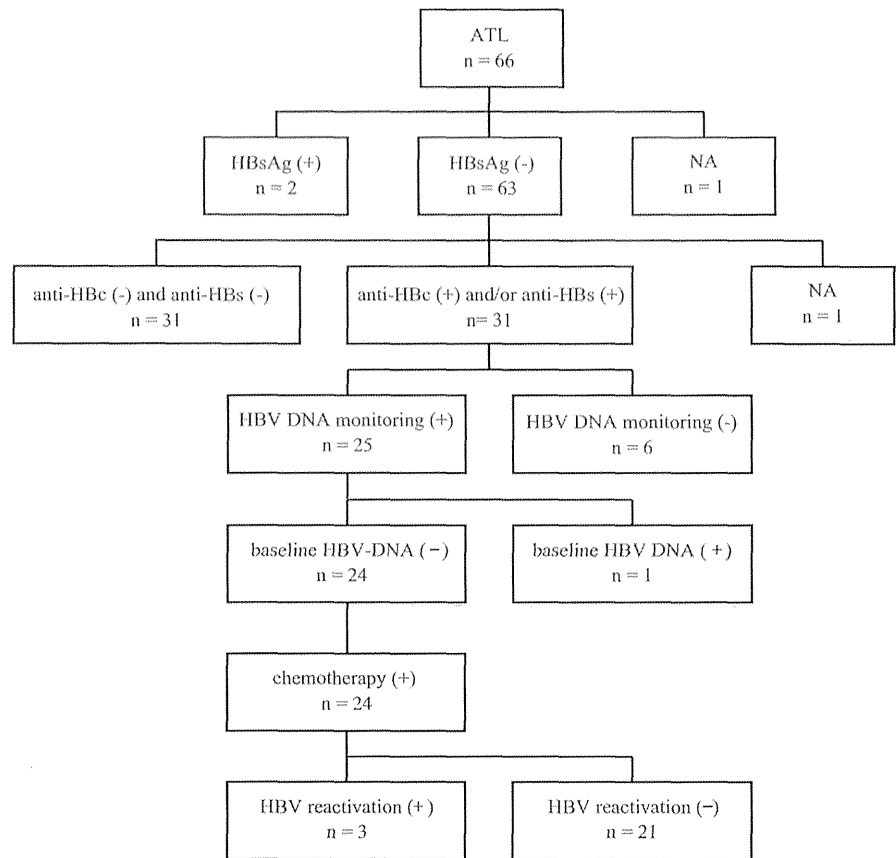 ATL
n = 66
HBsAg (+)
n = 2
HBsAg (-)
n = 63
NA
n = 1
anti-HBc (-) and anti-HBs (-)
n = 31
anti-HBc (+) and/or anti-HBs (+)
n= 31
NA
n = 1
HBV DNA monitoring (+)
n = 25
HBV DNA monitoring (-)
n = 6
baseline HBV-DNA (−)
n = 24
baseline HBV DNA (+)
n = 1
chemotherapy (+)
n = 24
HBV reactivation (+)
n = 3
HBV reactivation (−)
n = 21